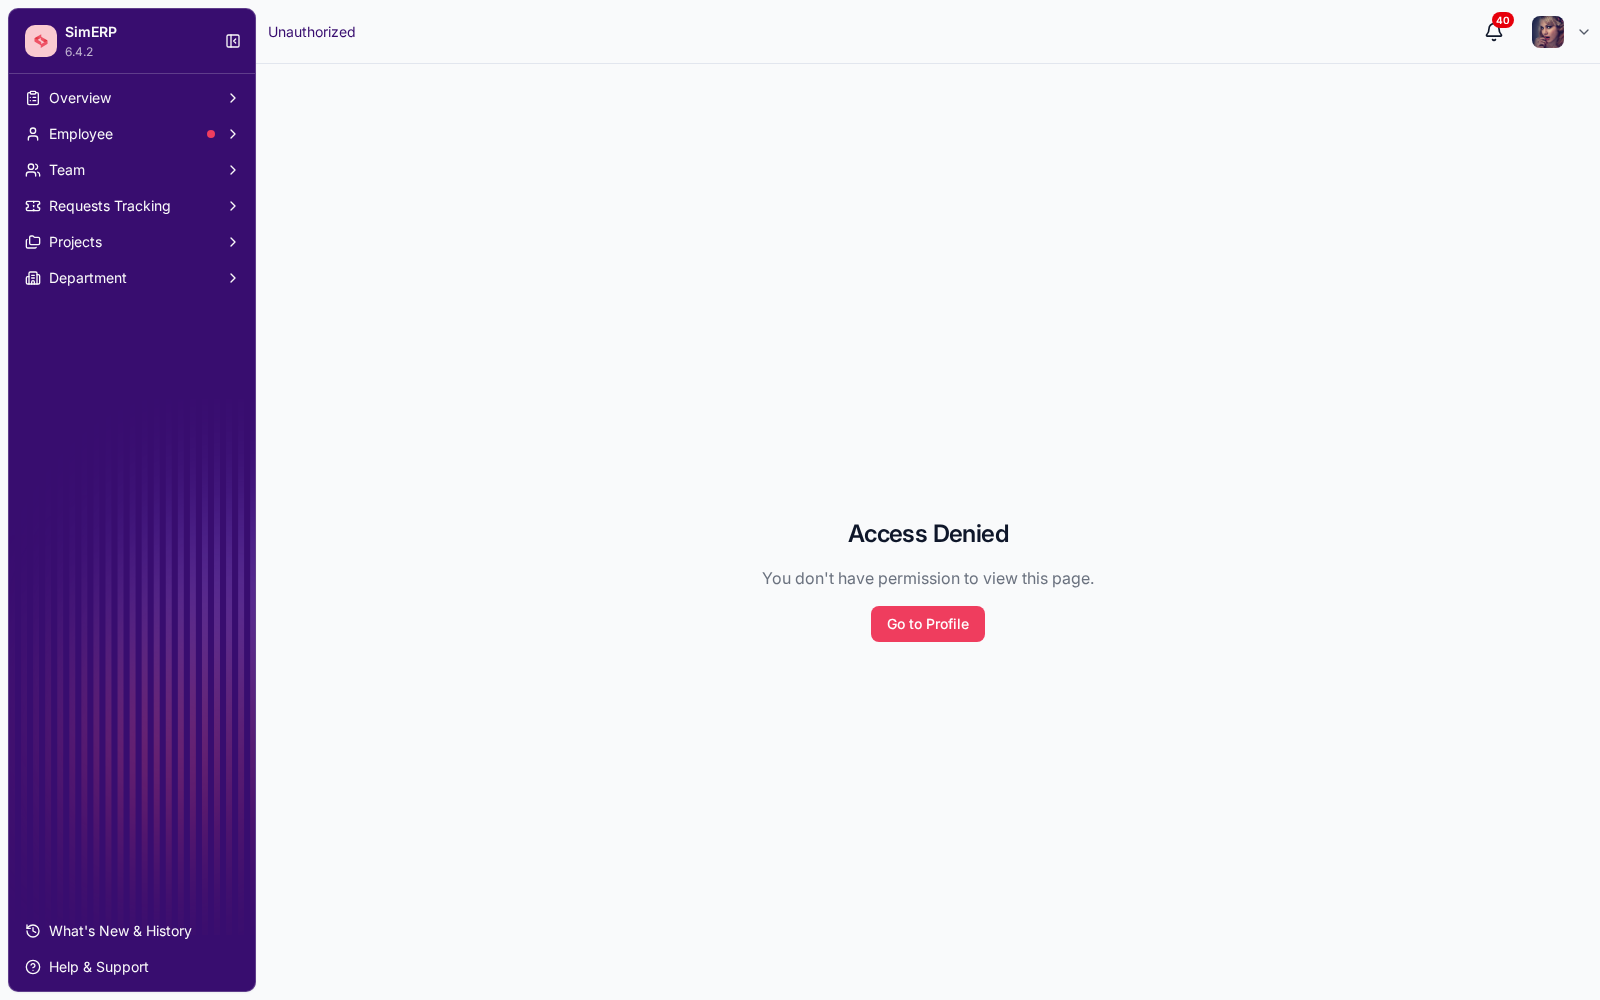 SimERP
6.4.2
Overview
Employee
Team
Requests Tracking
Projects
Department
What's New & History
Help & Support
Unauthorized
40
Access Denied
You don't have permission to view this page.
Go to Profile